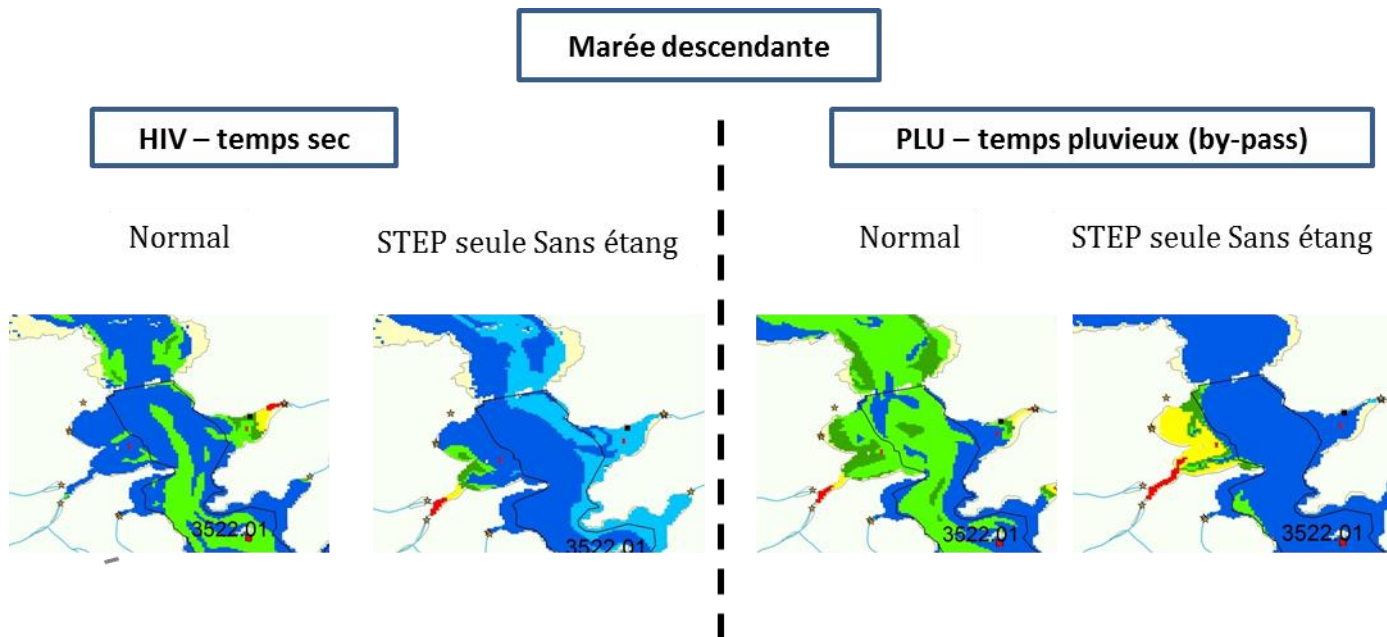 Marée descendante
HIV – temps sec
PLU – temps pluvieux (by-pass)
Normal
STEP seule Sans étang
Normal
STEP seule Sans étang
3522.01
3522.01
3522.01
3522.01